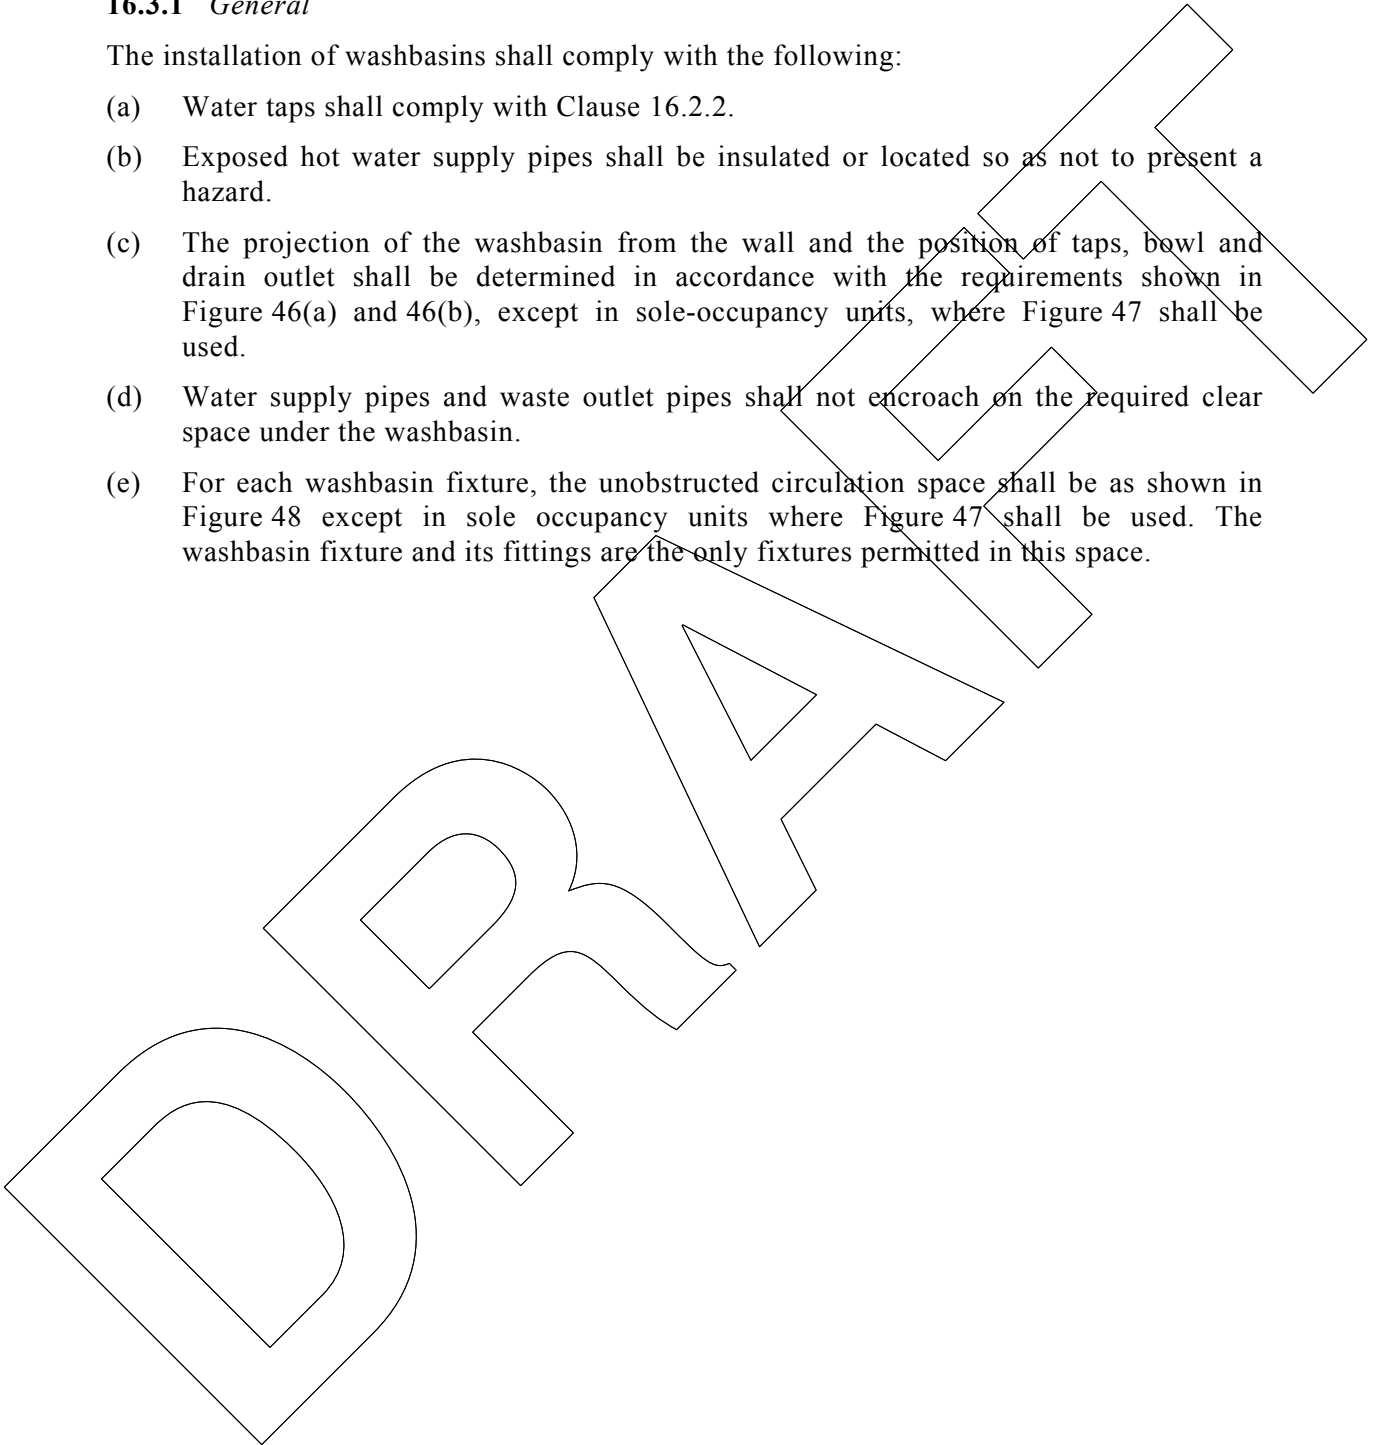 16.3.1 General
The installation of washbasins shall comply with the following:
(a) Water taps shall comply with Clause 16.2.2.
(b) Exposed hot water supply pipes shall be insulated or located so as not to present a
hazard.
(c) The projection of the washbasin from the wall and the position of taps, bowl and
drain outlet shall be determined in accordance with the requirements shown in
Figure 46(a) and 46(b), except in sole-occupancy units, where Figure 47 shall be
used.
(d) Water supply pipes and waste outlet pipes shall not encroach on the required clear
space under the washbasin.
(e) For each washbasin fixture, the unobstructed circulation space shall be as shown in
Figure 48 except in sole occupancy units where Figure 47 shall be used. The
washbasin fixture and its fittings are the only fixtures permitted in this space.
DRAFT